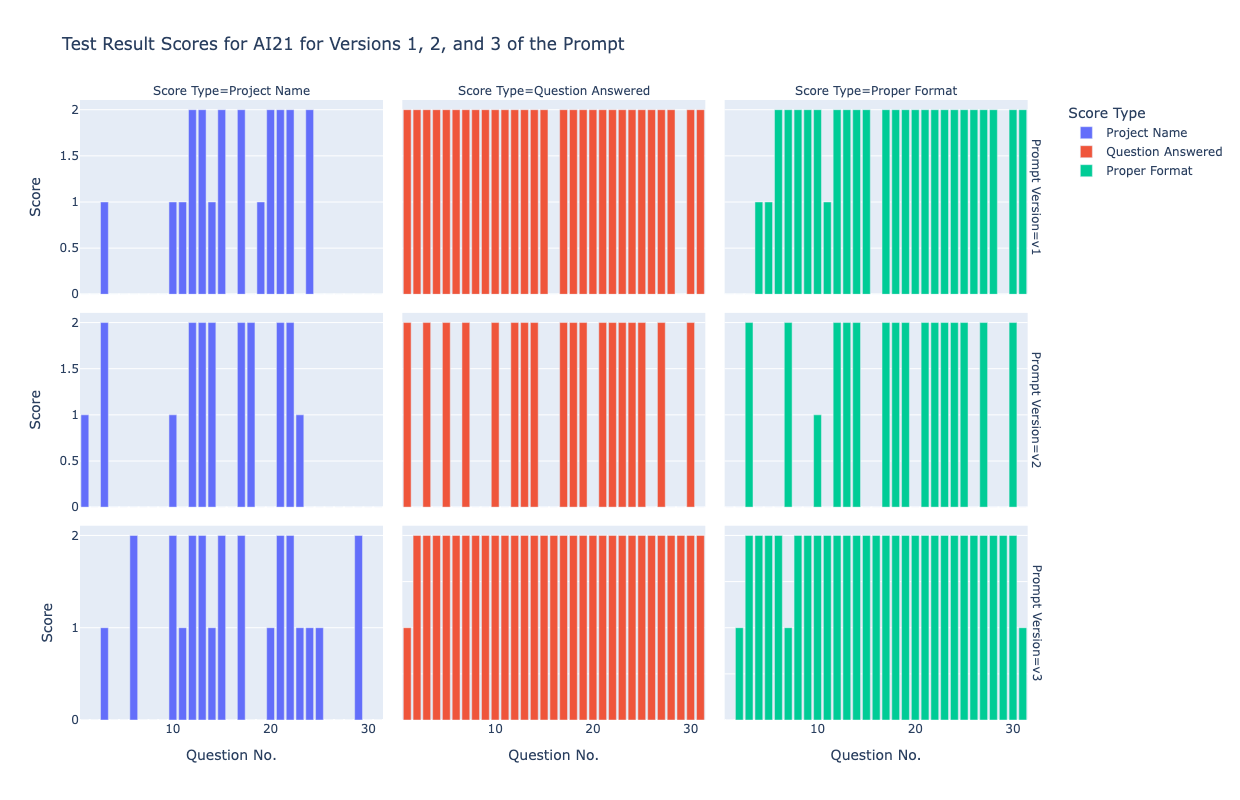 Test Result Scores for AI21 for Versions 1, 2, and 3 of the Prompt
Score Type=Project Name
Score Type=Question Answered
Score Type=Proper Format
Score Type
Project Name
Question Answered
Proper Format
2
1.5
1
0.5
0
Score
Prompt Version=v1
2
1.5
1
0.5
0
Score
Prompt Version=v2
2
1
0
Score
Prompt Version=v3
10
20
30
10
20
30
10
20
30
Question No.
Question No.
Question No.